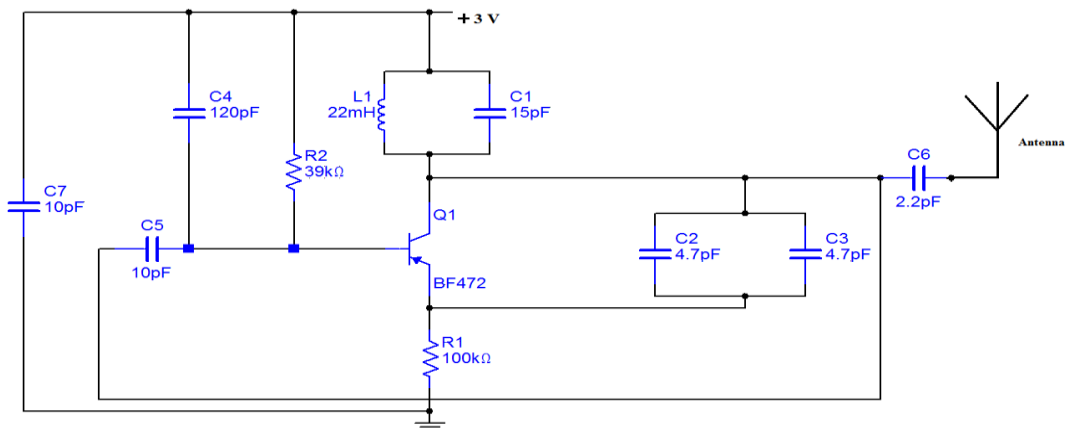 + 3 V
C4
120pF
L1
22mH
C1
15pF
R2
39kΩ
C7
10pF
C5
10pF
Q1
BF472
C2
4.7pF
C3
4.7pF
C6
2.2pF
Antenna
R1
100kΩ